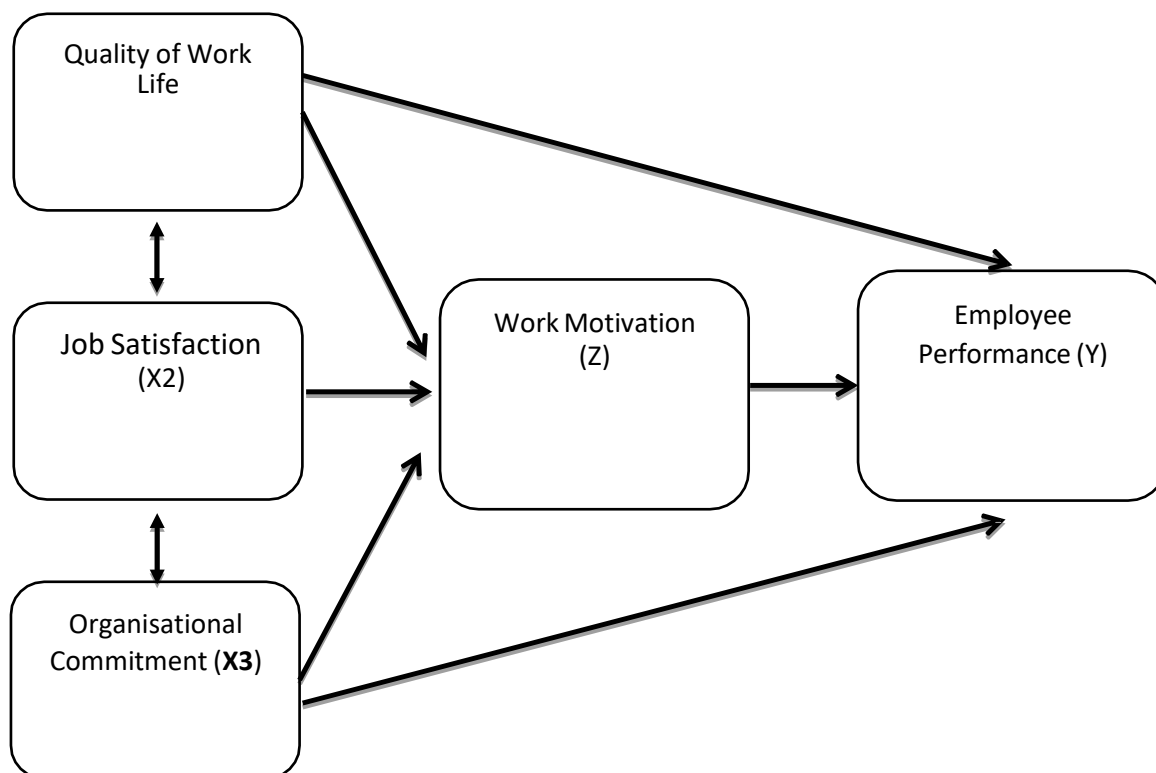 Quality of Work
Life
Job Satisfaction
(X2)
Organisational
Commitment (X3)
Work Motivation
(Z)
Employee
Performance (Y)